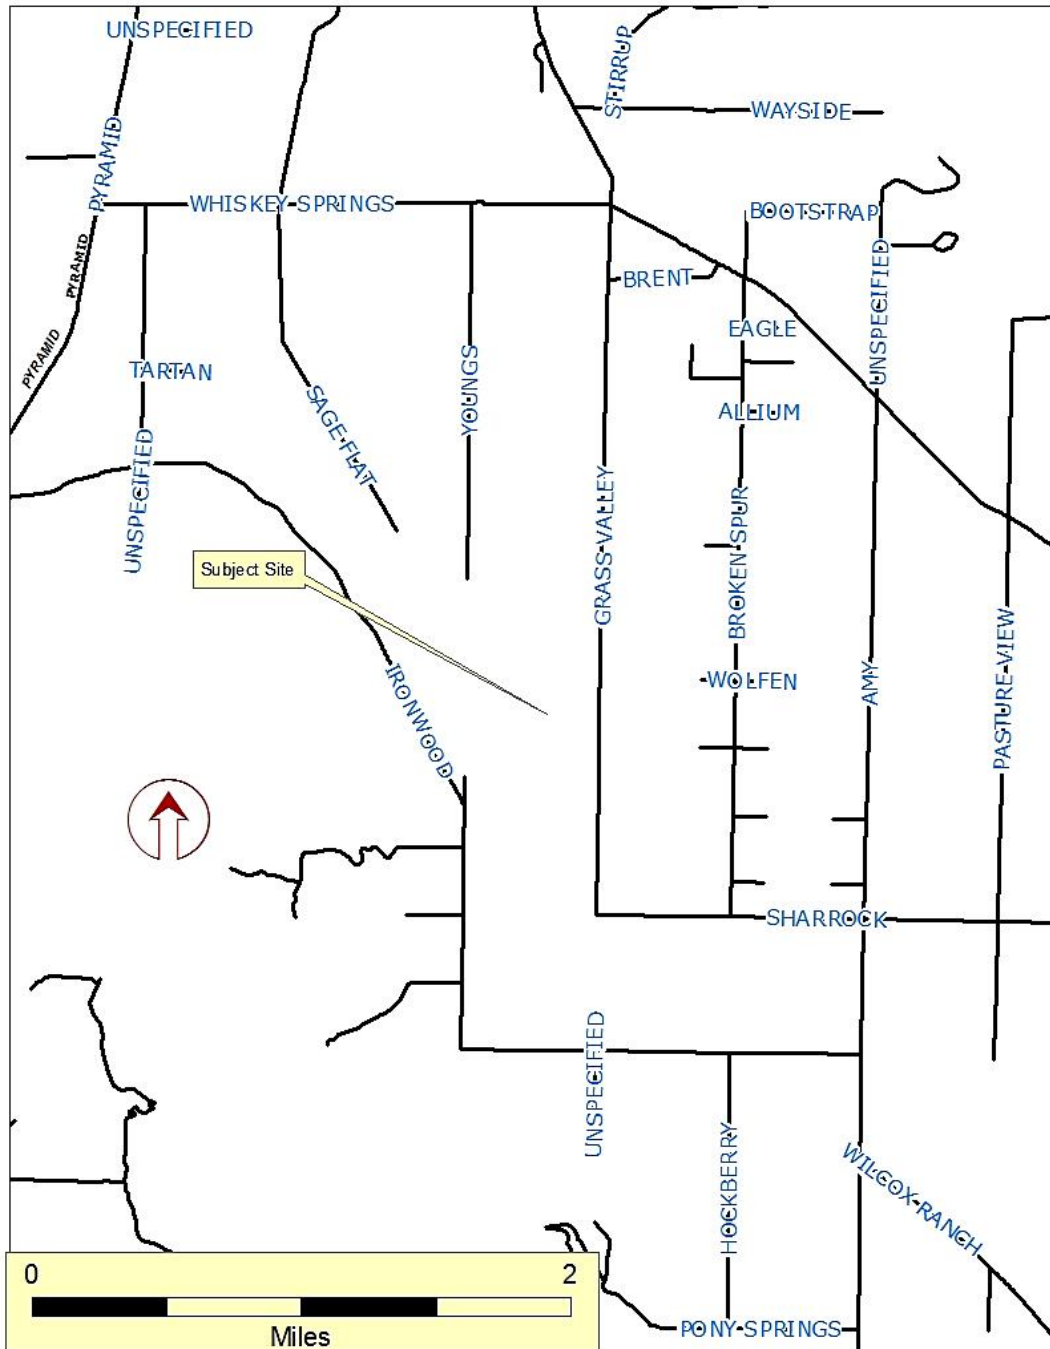 UNSPECIFIED
STIRRUP
WAYSIDE
PYRAMID
WHISKEY SPRINGS
BOOTSTRAP
PYRAMID
BRENT
UNSPECIFIED
EAGLE
PYRAMID
TARTAN
YOUNGS
SAGE FLAT
ALLIUM
UNSPECIFIED
GRASS VALLEY
BROKEN SPUR
Subject Site
IRONWOOD
WOLFEN
AMY
PASTURE VIEW
SHARROCK
UNSPECIFIED
HOCKBERRY
WILCOX RANCH
0 2
Miles
PONY SPRINGS